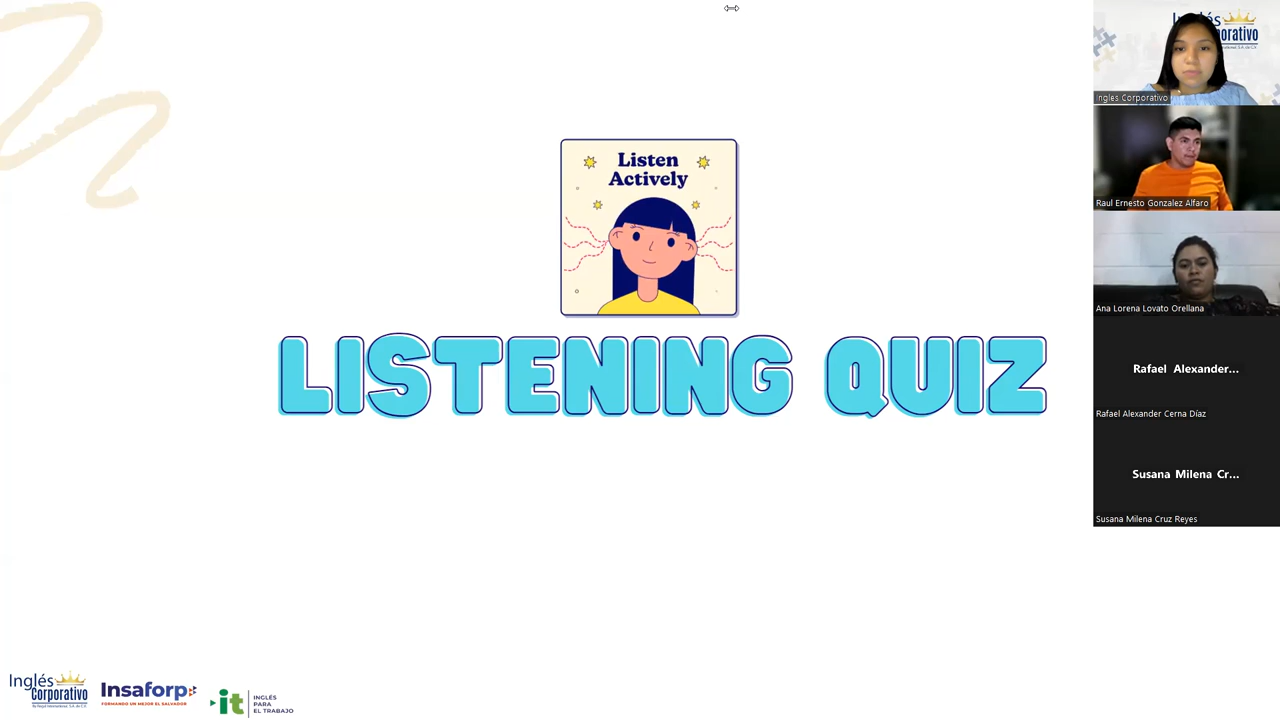 Listen
Actively
LISTENING QUIZ
Inglés
Corporativo
Insaforp
FORMANDO UN MEJOR EL SALVADOR
it
INGLÉS
PARA
EL TRABAJO
Inglés
Corporativo
Ingles Corporativo
Raul Ernesto Gonzalez Alfaro
Ana Lorena Lovato Orellana
Rafael Alexander...
Rafael Alexander Cerna Díaz
Susana Milena Cr...
Susana Milena Cruz Reyes